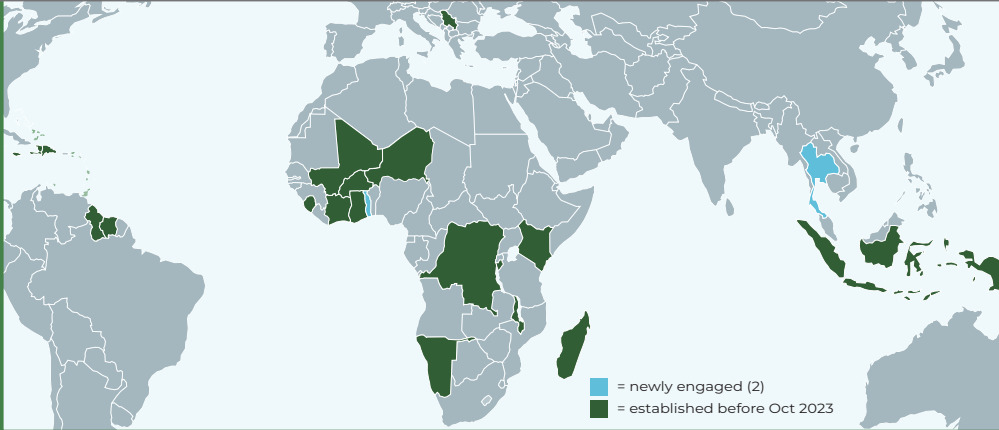 = newly engaged (2)
= established before Oct 2023